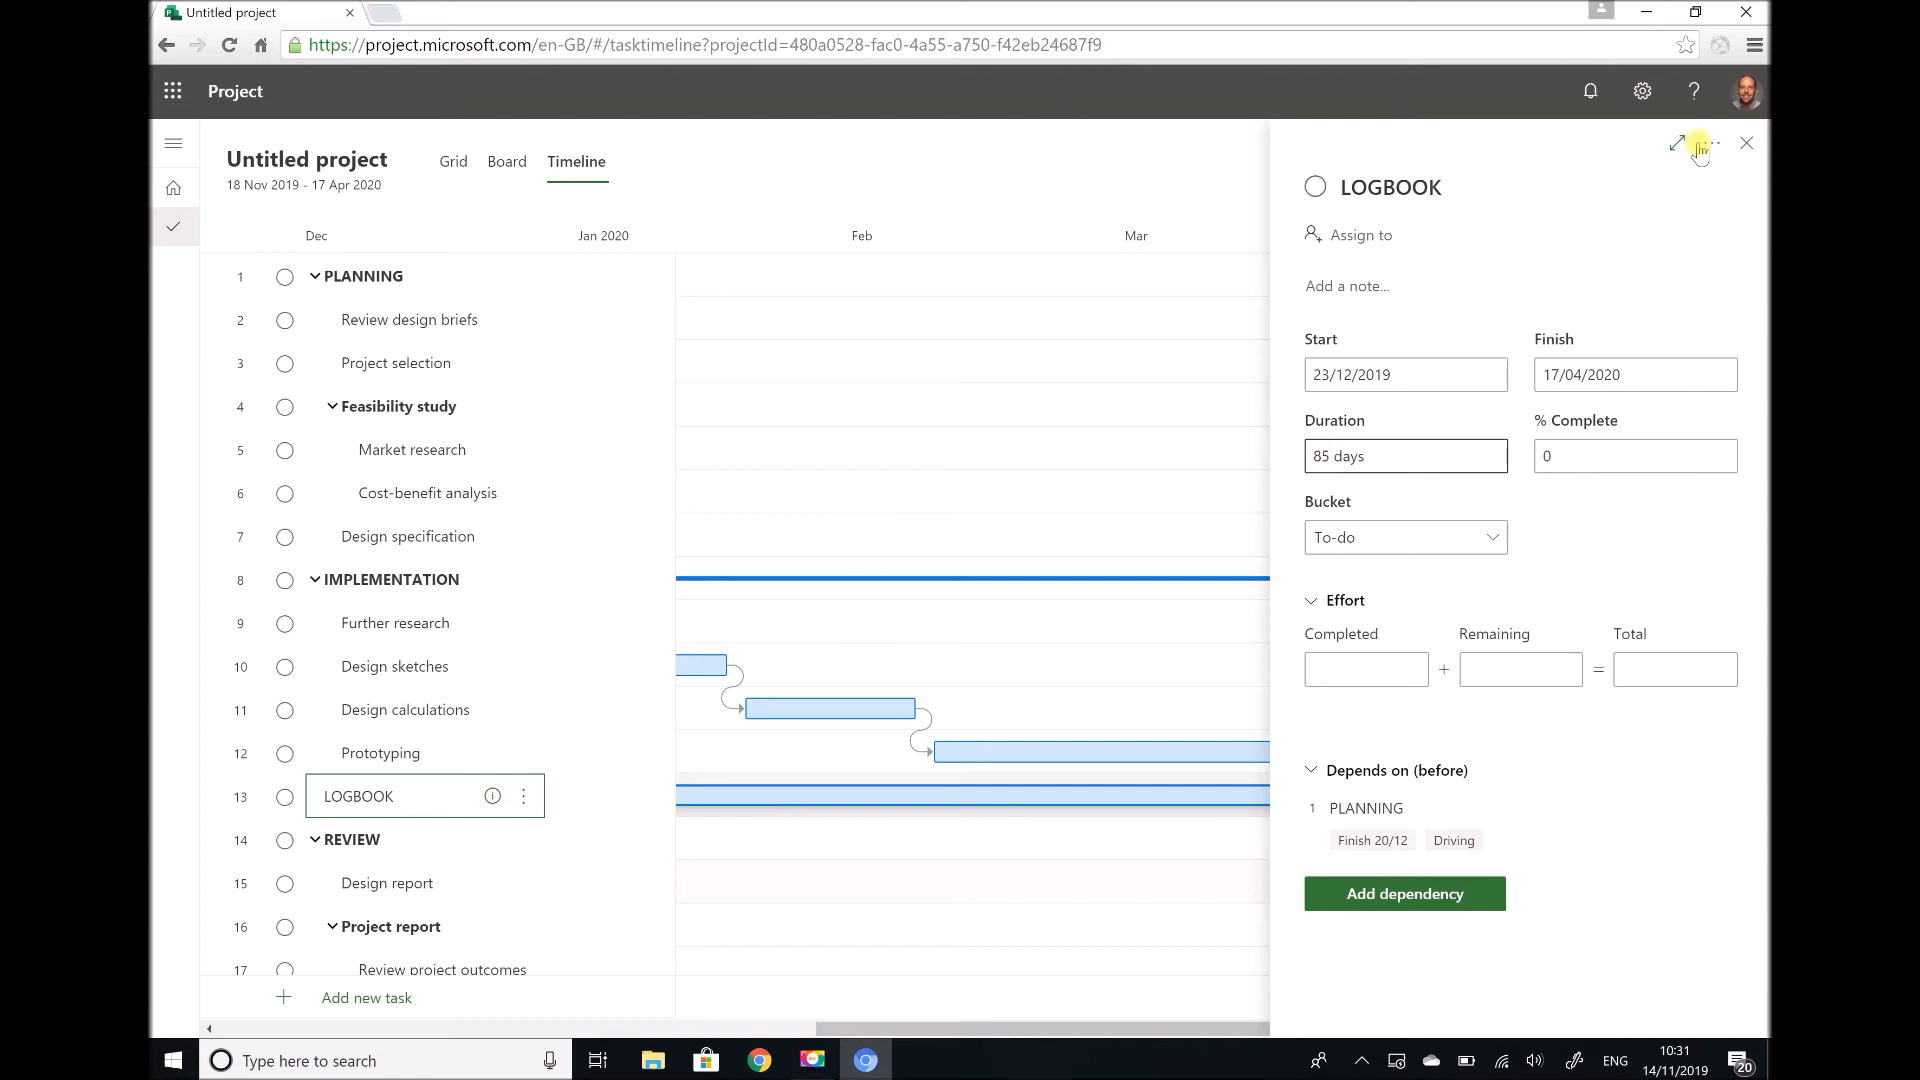 Untitled project
https://project.microsoft.com/en-GB/#/tasktimeline?projectId=480a0528-fac0-4a55-a750-f42eb24687f9
Project
Untitled project
Grid
Board
Timeline
18 Nov 2019 - 17 Apr 2020
Dec
Jan 2020
Feb
Mar
1 PLANNING
2 Review design briefs
3 Project selection
4 Feasibility study
5 Market research
6 Cost-benefit analysis
7 Design specification
8 IMPLEMENTATION
9 Further research
10 Design sketches
11 Design calculations
12 Prototyping
13 LOGBOOK
14 REVIEW
15 Design report
16 Project report
17 Review project outcomes
Add new task
LOGBOOK
Assign to
Add a note...
Start
Finish
23/12/2019
17/04/2020
Duration
% Complete
85 days
0
Bucket
To-do
Effort
Completed
Remaining
Total
+
=
Depends on (before)
1 PLANNING
Finish 20/12
Driving
Add dependency
Type here to search
ENG
10:31
14/11/2019
20